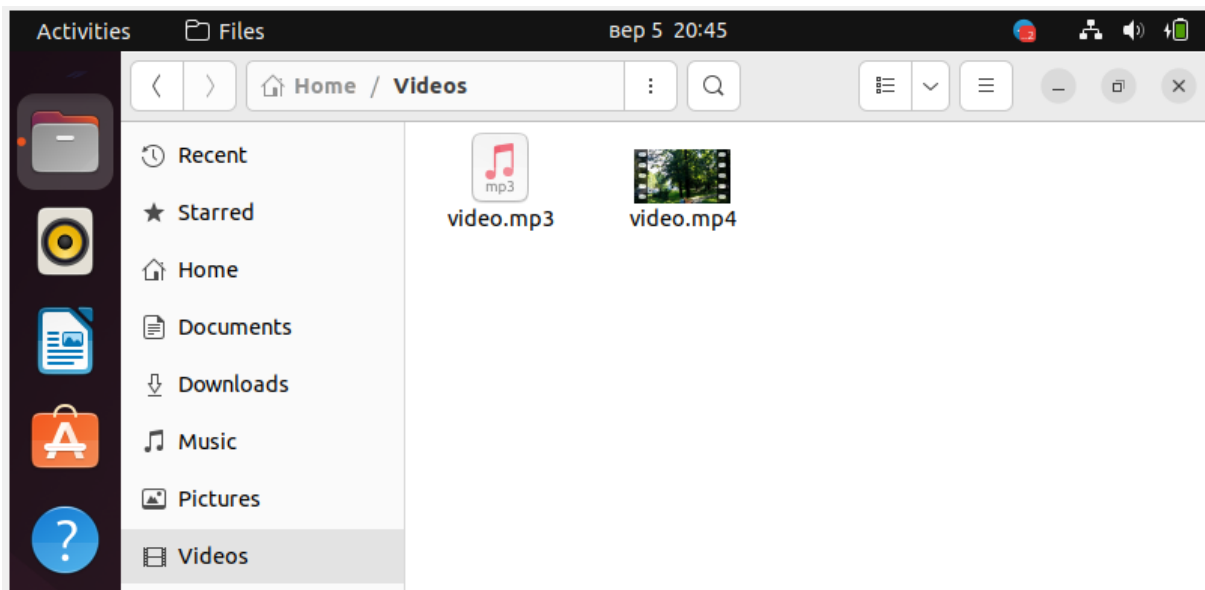 Activities Files вер 5 20:45
Home / Videos
Recent
Starred
Home
Documents
Downloads
Music
Pictures
Videos
mp3
video.mp3 video.mp4